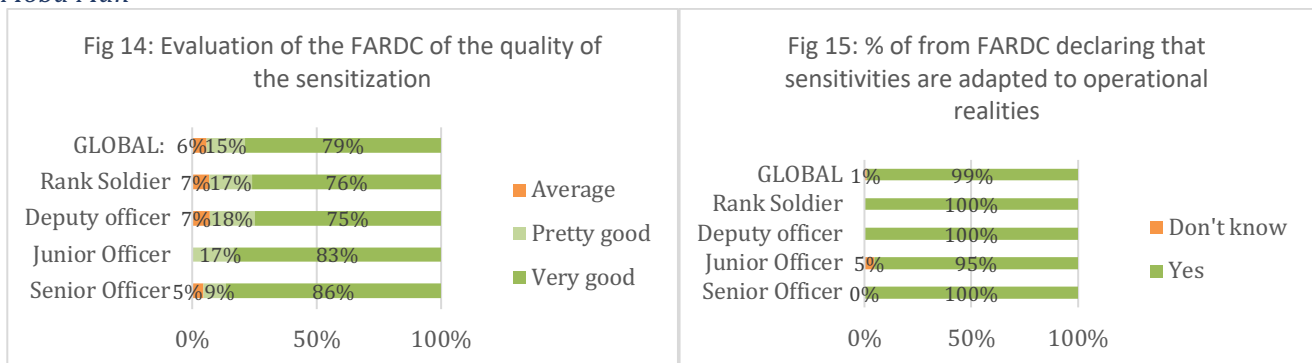 Fig 14: Evaluation of the FARDC of the quality of
the sensitization
GLOBAL: 6% 15% 79%
Rank Soldier 7% 17% 76%
Deputy officer 7% 18% 75%
Junior Officer 17% 83%
Senior Officer 5% 9% 86%
0% 50% 100%
Average
Pretty good
Very good
Fig 15: % of from FARDC declaring that
sensitivities are adapted to operational
realities
GLOBAL 1% 99%
Rank Soldier 100%
Deputy officer 100%
Junior Officer 5% 95%
Senior Officer 0% 100%
0% 50% 100%
Don't know
Yes